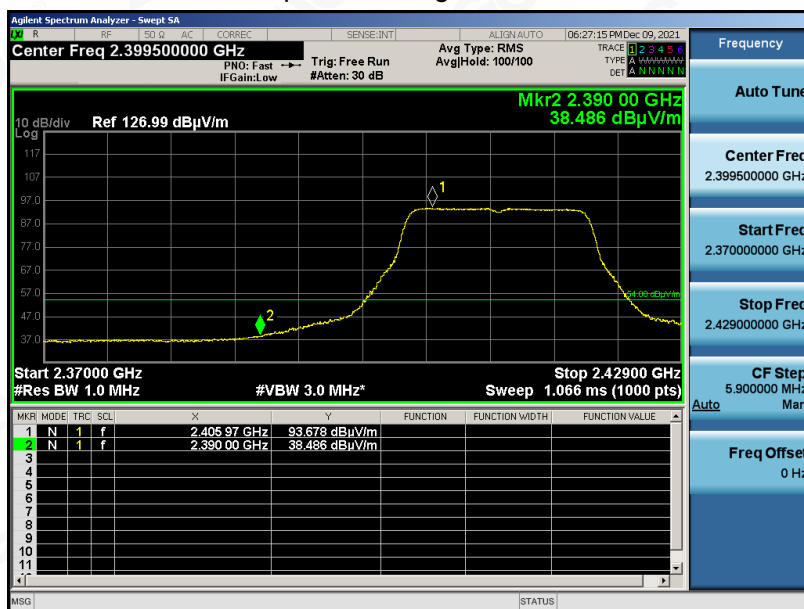 Agilent Spectrum Analyzer - Swept SA
LXI R RF 50 Ω AC CORREC SENSE:INT ALIGN AUTO 06:27:15 PM Dec 09, 2021
Center Freq 2.399500000 GHz
PNO: Fast
IFGain:Low
Trig: Free Run
#Atten: 30 dB
Avg Type: RMS
Avg|Hold: 100/100
TRACE 1 2 3 4 5 6
TYPE A WWWWW
DET A N N N N N
Mkr2 2.390 00 GHz
38.486 dBµV/m
10 dB/div Ref 126.99 dBµV/m
Log
117
107
97.0
87.0
77.0
67.0
57.0
47.0
37.0
1
2
54.00 dBµV/m
Start 2.37000 GHz Stop 2.42900 GHz
#Res BW 1.0 MHz #VBW 3.0 MHz* Sweep 1.066 ms (1000 pts)
MKR MODE TRC SCL X Y FUNCTION FUNCTION WIDTH FUNCTION VALUE
1 N 1 f 2.405 97 GHz 93.678 dBµV/m
2 N 1 f 2.390 00 GHz 38.486 dBµV/m
3
4
5
6
7
8
9
10
11
MSG STATUS
Frequency
Auto Tune
Center Freq
2.399500000 GHz
Start Freq
2.370000000 GHz
Stop Freq
2.429000000 GHz
CF Step
5.900000 MHz
Auto Man
Freq Offset
0 Hz